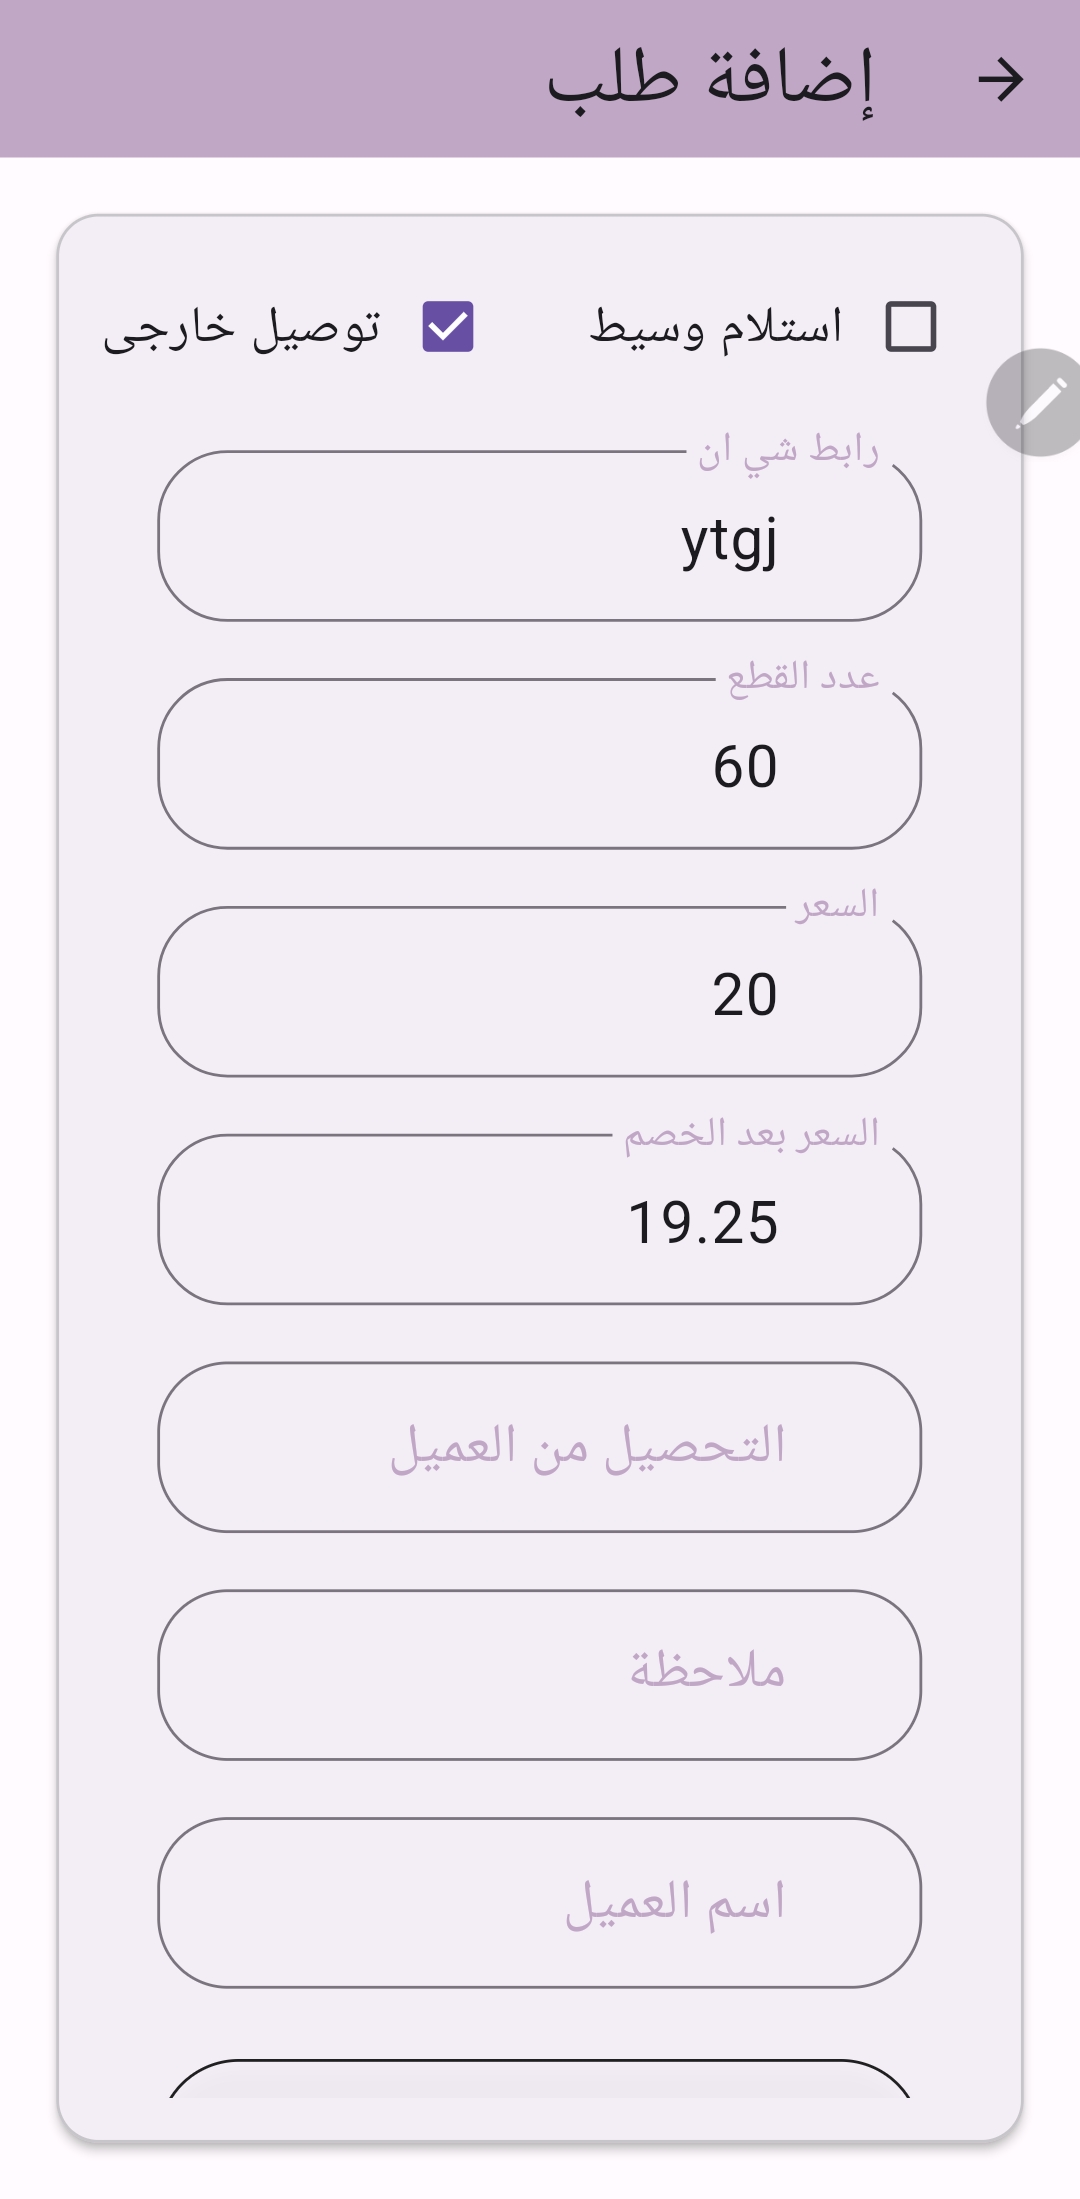 إضافة طلب
استلام وسيط
توصيل خارجى
رابط شي ان
ytgj
عدد القطع
60
السعر
20
السعر بعد الخصم
19.25
التحصيل من العميل
ملاحظة
اسم العميل